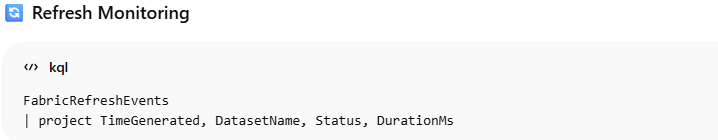 Refresh Monitoring
kql
FabricRefreshEvents
| project TimeGenerated, DatasetName, Status, DurationMs